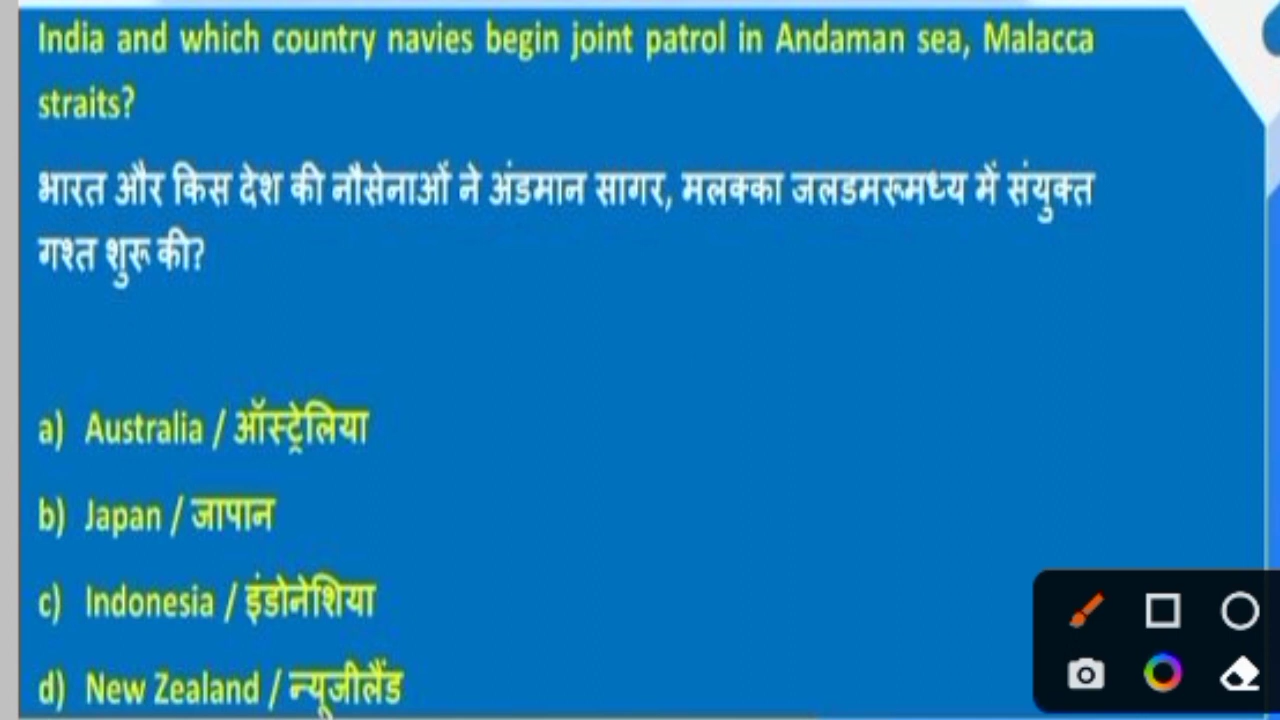 India and which country navies begin joint patrol in Andaman sea, Malacca
straits?
भारत और किस देश की नौसेनाओं ने अंडमान सागर, मलक्का जलडमरूमध्य में संयुक्त
गश्त शुरू की?
a) Australia / ऑस्ट्रेलिया
b) Japan / जापान
c) Indonesia / इंडोनेशिया
d) New Zealand / न्यूजीलैंड